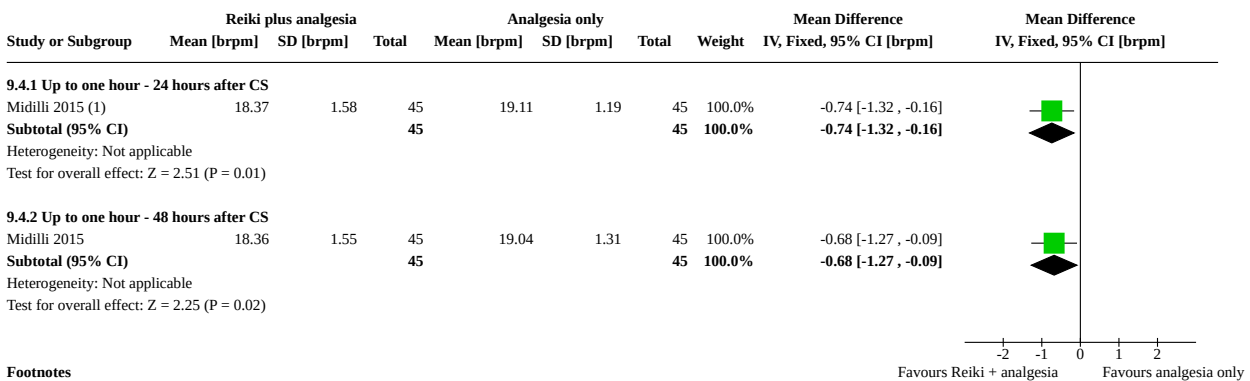 Reiki plus analgesia Analgesia only Mean Difference Mean Difference
Study or Subgroup Mean [brpm] SD [brpm] Total Mean [brpm] SD [brpm] Total Weight IV, Fixed, 95% CI [brpm] IV, Fixed, 95% CI [brpm]
9.4.1 Up to one hour - 24 hours after CS
Midilli 2015 (1) 18.37 1.58 45 19.11 1.19 45 100.0% -0.74 [-1.32 , -0.16]
Subtotal (95% CI) 45 45 100.0% -0.74 [-1.32 , -0.16]
Heterogeneity: Not applicable
Test for overall effect: Z = 2.51 (P = 0.01)
9.4.2 Up to one hour - 48 hours after CS
Midilli 2015 18.36 1.55 45 19.04 1.31 45 100.0% -0.68 [-1.27 , -0.09]
Subtotal (95% CI) 45 45 100.0% -0.68 [-1.27 , -0.09]
Heterogeneity: Not applicable
Test for overall effect: Z = 2.25 (P = 0.02)
-2 -1 0 1 2
Footnotes Favours Reiki + analgesia Favours analgesia only